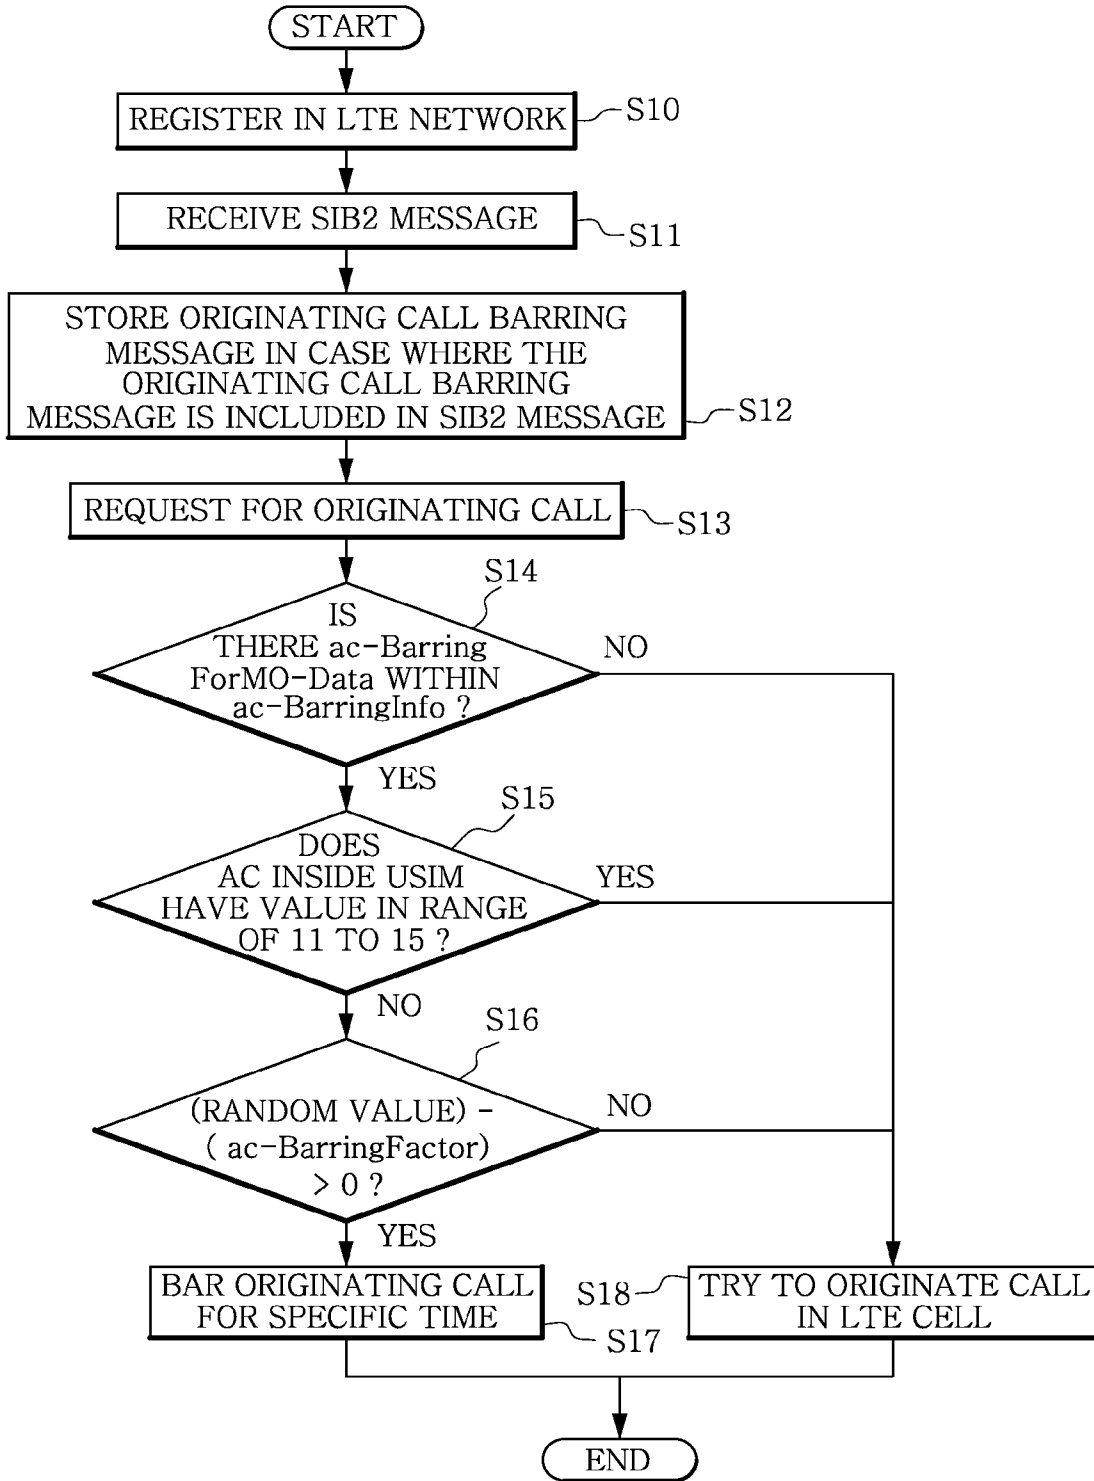 START
REGISTER IN LTE NETWORK
S10
RECEIVE SIB2 MESSAGE
S11
STORE ORIGINATING CALL BARRING
MESSAGE IN CASE WHERE THE
ORIGINATING CALL BARRING
MESSAGE IS INCLUDED IN SIB2 MESSAGE
S12
REQUEST FOR ORIGINATING CALL
S13
S14
IS
THERE ac-Barring
ForMO-Data WITHIN
ac-BarringInfo ?
NO
YES
S15
DOES
AC INSIDE USIM
HAVE VALUE IN RANGE
OF 11 TO 15 ?
YES
NO
S16
(RANDOM VALUE) -
( ac-BarringFactor)
> 0 ?
NO
YES
BAR ORIGINATING CALL
FOR SPECIFIC TIME
S17
S18
TRY TO ORIGINATE CALL
IN LTE CELL
END